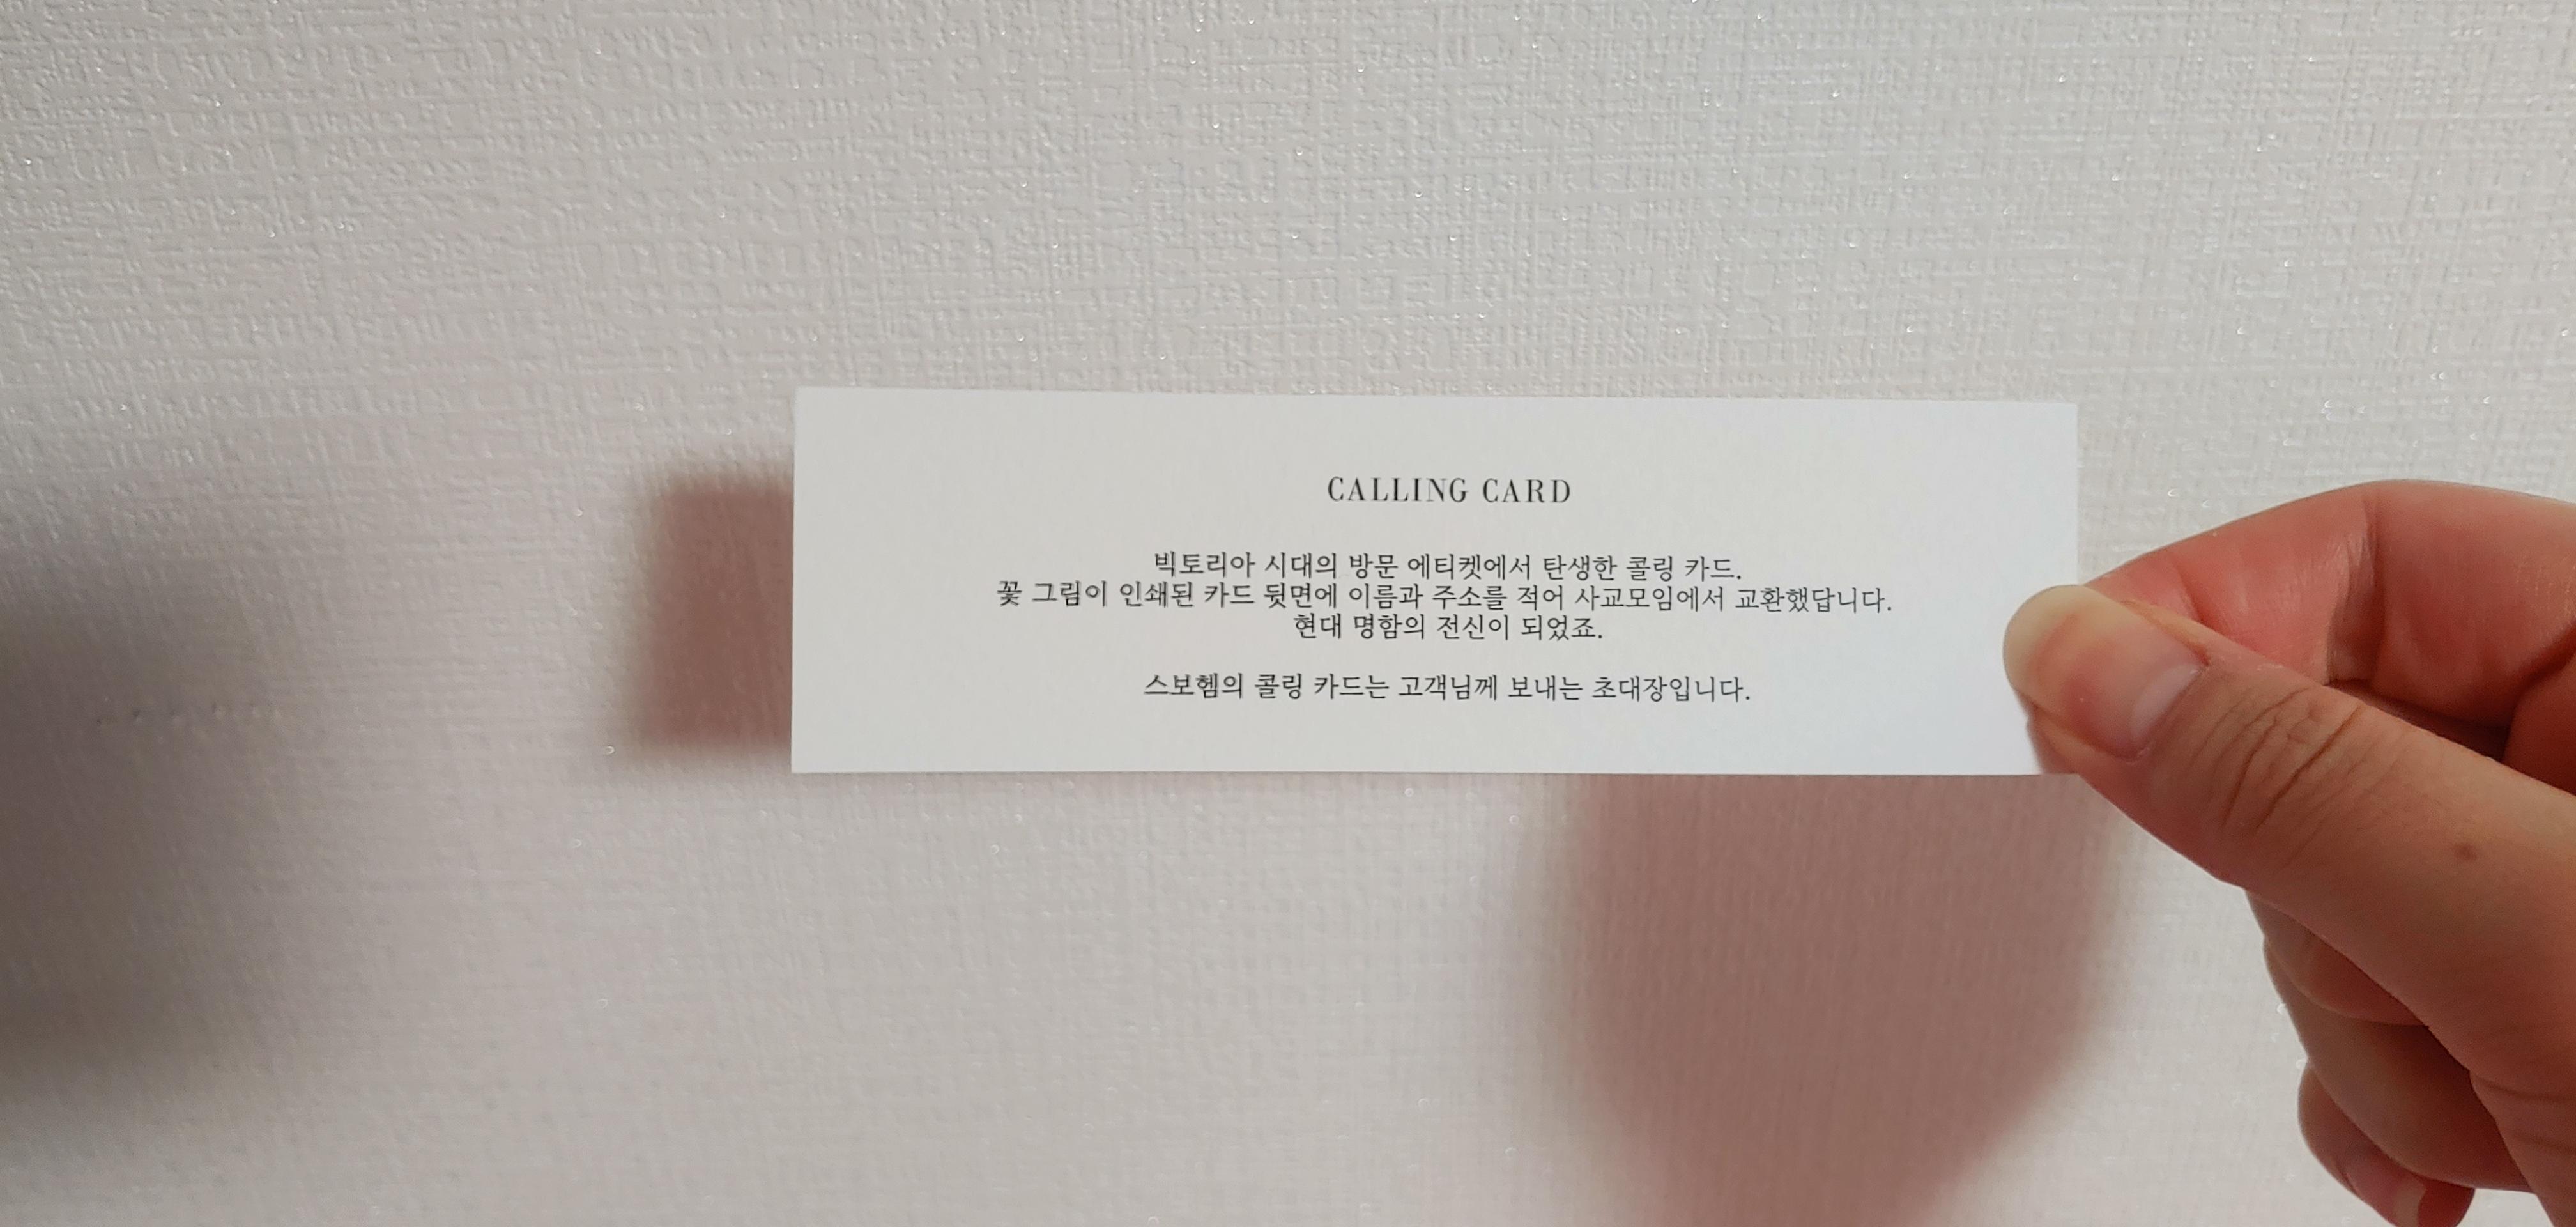 CALLING CARD
빅토리아 시대의 방문 에티켓에서 탄생한 콜링 카드.
꽃 그림이 인쇄된 카드 뒷면에 이름과 주소를 적어 사교모임에서 교환했답니다.
현대 명함의 전신이 되었죠.
스보헴의 콜링 카드는 고객님께 보내는 초대장입니다.